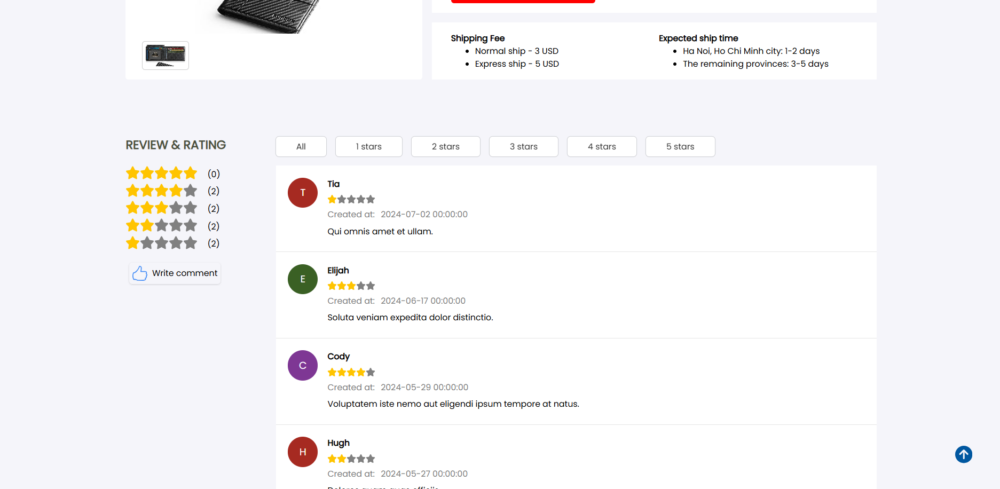 Shipping Fee
Normal ship - 3 USD
Express ship - 5 USD
Expected ship time
Ha Noi, Ho Chi Minh city: 1-2 days
The remaining provinces: 3-5 days
REVIEW & RATING
(0)
(2)
(2)
(2)
(2)
Write comment
All
1 stars
2 stars
3 stars
4 stars
5 stars
T
Tia
Created at: 2024-07-02 00:00:00
Qui omnis amet et ullam.
E
Elijah
Created at: 2024-06-17 00:00:00
Soluta veniam expedita dolor distinctio.
C
Cody
Created at: 2024-05-29 00:00:00
Voluptatem iste nemo aut eligendi ipsum tempore at natus.
H
Hugh
Created at: 2024-05-27 00:00:00